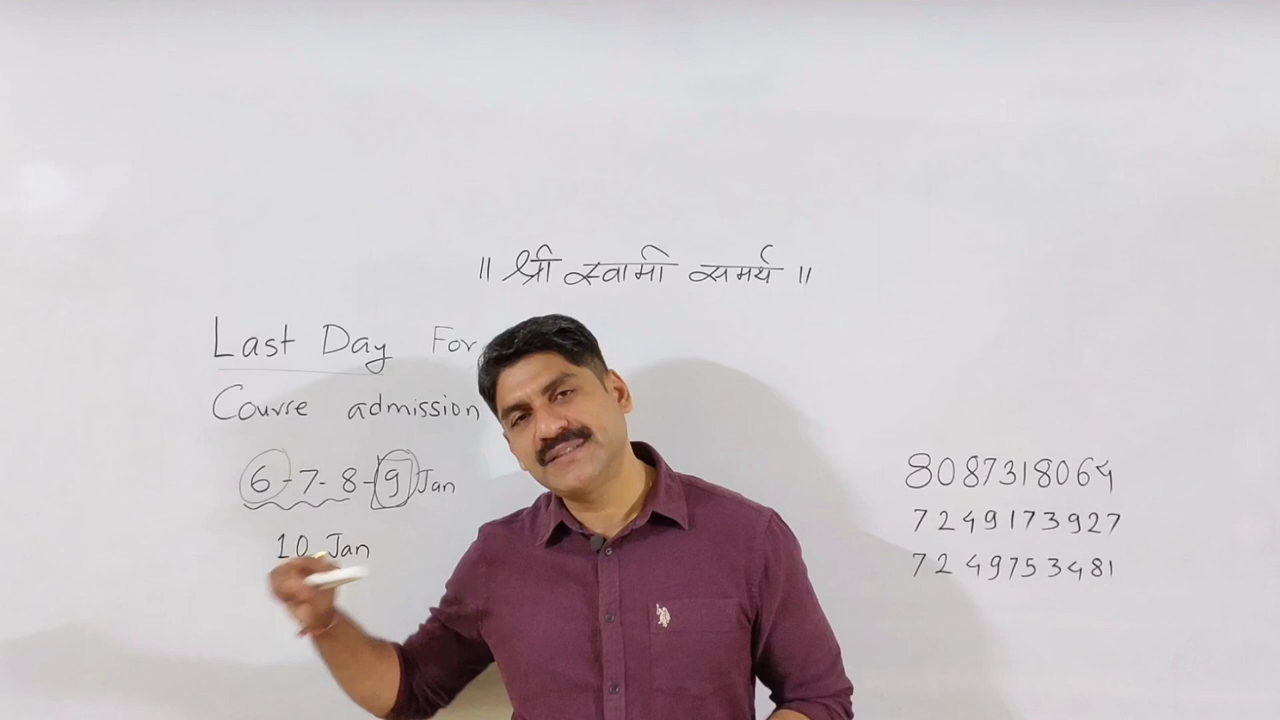 ॥ श्री स्वामी समर्थ ॥
Last Day For
Course admission
6-7-8-9 Jan
10 Jan
8087318064
7249173927
7249753481